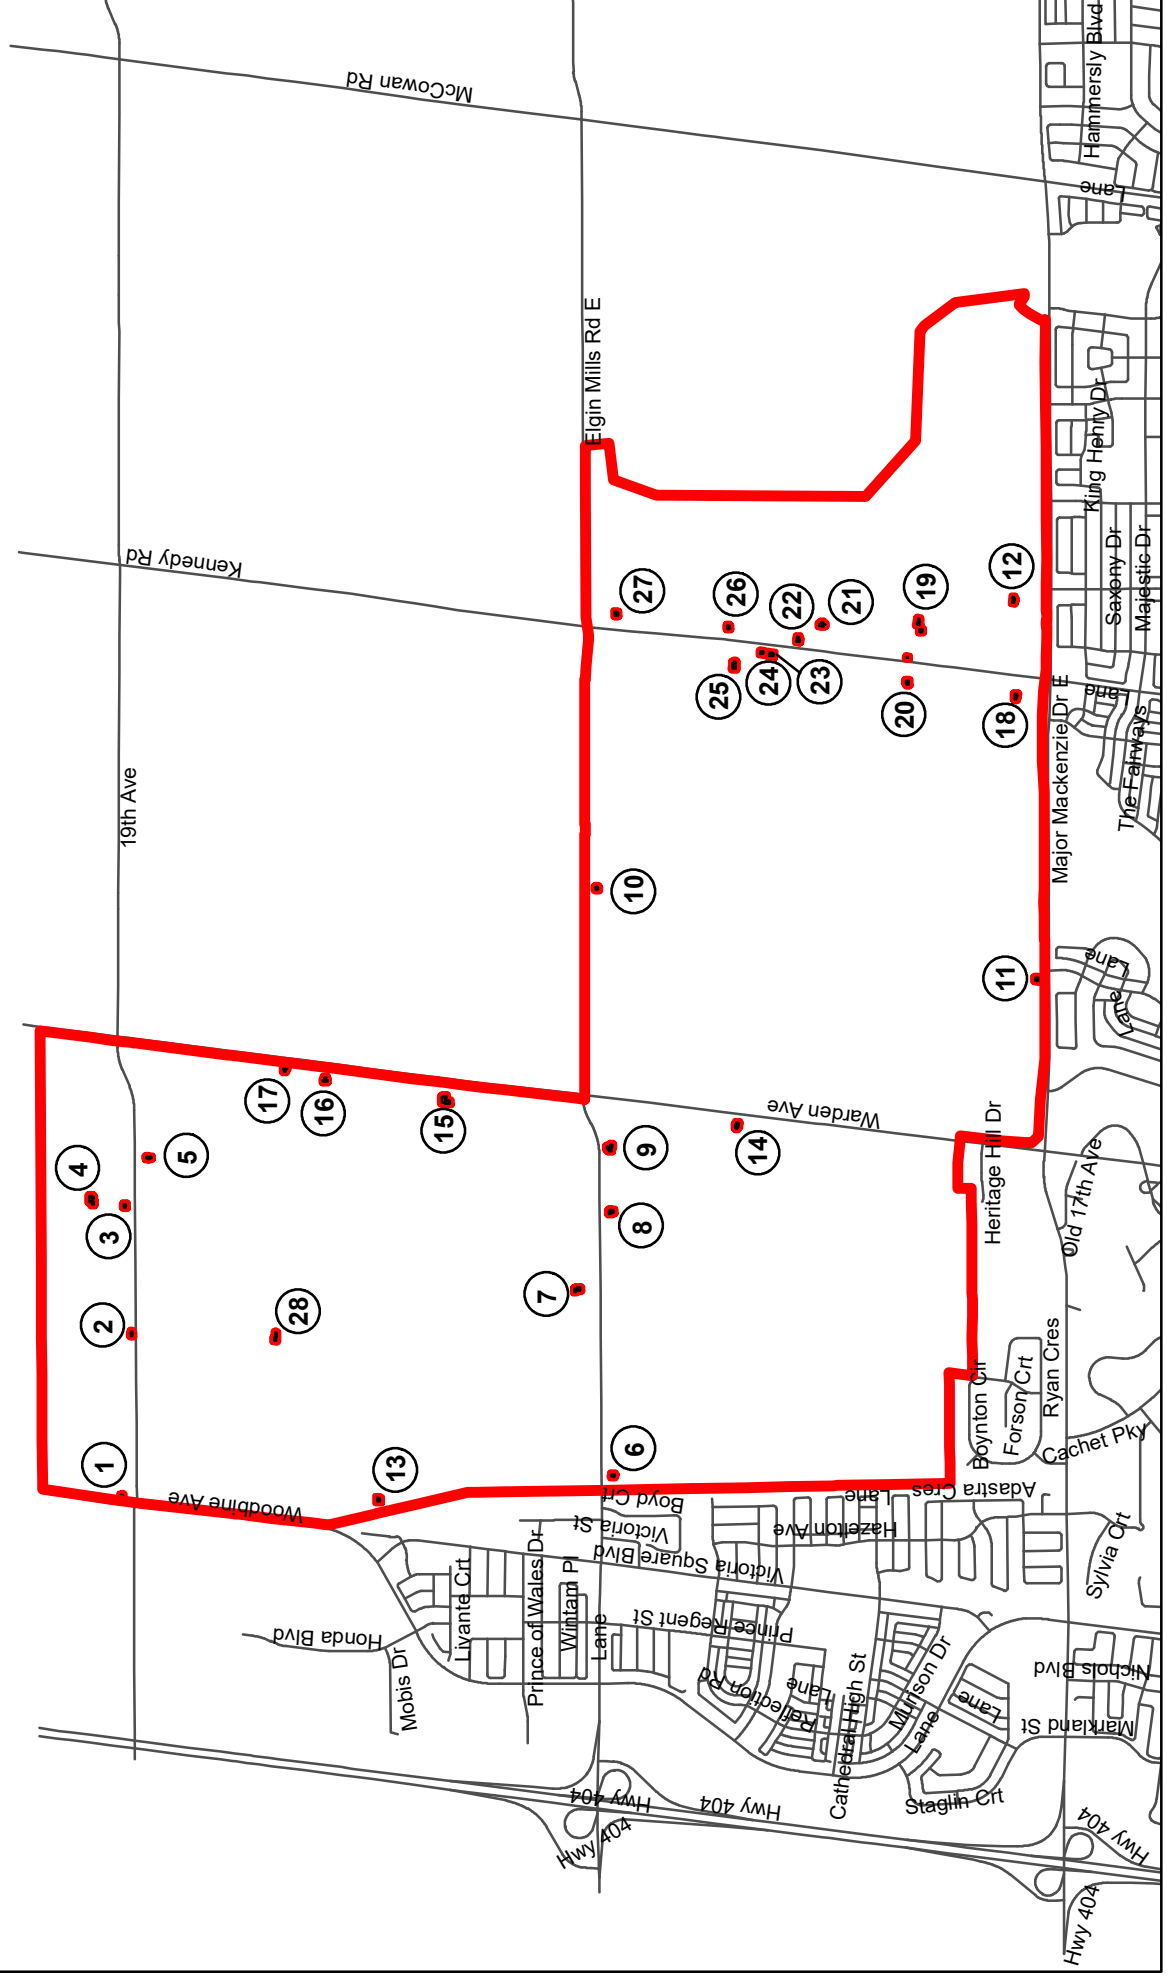 McCowan Rd
Hammersly Blvd
Lane
Elgin Mills Rd E
Kennedy Rd
King Henry Dr
Saxony Dr
Majestic Dr
27
26
22
21
19
12
25
24
23
20
18
Lane
The Fairways
Major Mackenzie Dr E
19th Ave
10
11
Lane
Lane
17
16
15
Warden Ave
14
Heritage Hill Dr
Old 17th Ave
4
5
3
9
8
7
2
28
1
13
6
Woodbine Ave
Boynton Cir
Forson Crt
Ryan Cres
Cachet Pky
Adastra Cres
Lane
Boyd Crt
Victoria St
Hazelton Ave
Victoria Square Blvd
Sylvia Crt
Livante Crt
Prince of Wales Dr
Wintam Pl
Lane
Prince Regent St
Honda Blvd
Mobis Dr
Reflection Rd
Lane
Cathedral High St
Murison Dr
Lane
Lane
Nichols Blvd
Markland St
Staglin Crt
Hwy 404
Hwy 404
Hwy 404
Hwy 404
Hwy 404